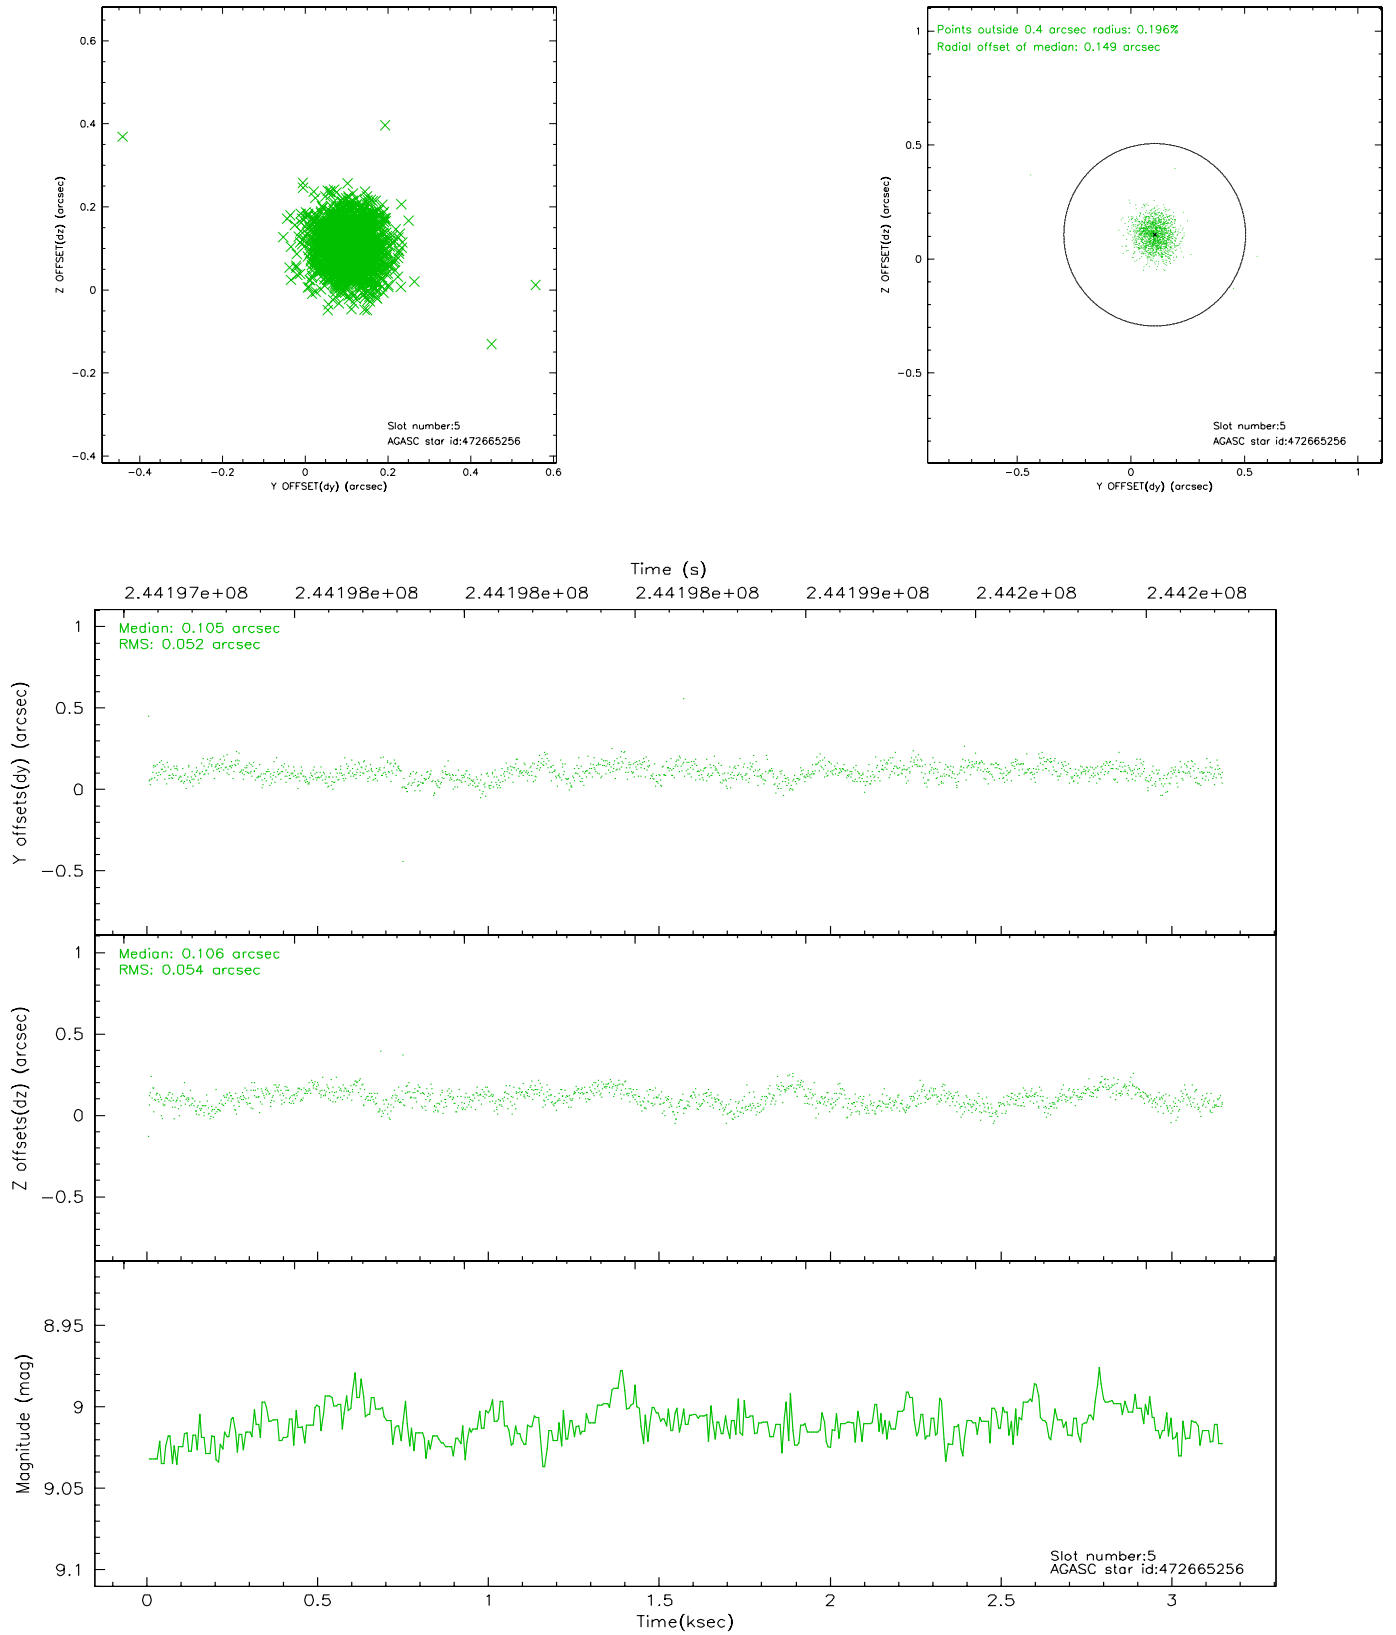 0.6
0.4
0.2
0
−0.2
−0.4
Z OFFSET(dz) (arcsec)
Slot number:5
AGASC star id:472665256
−0.4 −0.2 0 0.2 0.4 0.6
Y OFFSET(dy) (arcsec)
Points outside 0.4 arcsec radius: 0.196%
Radial offset of median: 0.149 arcsec
1
0.5
0
−0.5
Z OFFSET(dz) (arcsec)
Slot number:5
AGASC star id:472665256
−0.5 0 0.5 1
Y OFFSET(dy) (arcsec)
Time (s)
2.44197e+08 2.44198e+08 2.44198e+08 2.44198e+08 2.44199e+08 2.442e+08 2.442e+08
Median: 0.105 arcsec
RMS: 0.052 arcsec
1
0.5
0
−0.5
Y offsets(dy) (arcsec)
Median: 0.106 arcsec
RMS: 0.054 arcsec
1
0.5
0
−0.5
Z offsets(dz) (arcsec)
8.95
9
9.05
9.1
Magnitude (mag)
Slot number:5
AGASC star id:472665256
0 0.5 1 1.5 2 2.5 3
Time(ksec)